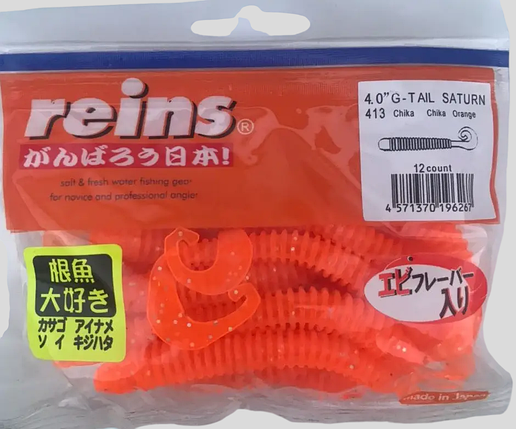 reins®
がんばろう日本!
salt & fresh water fishing gear
for novice and professional angler
4.0"G-TAIL SATURN
413 Chika Chika Orange
12count
4 571370 196267
根魚
大好き
カサゴ アイナメ
ソイ キジハタ
エビフレーバー
入り
made in Japan